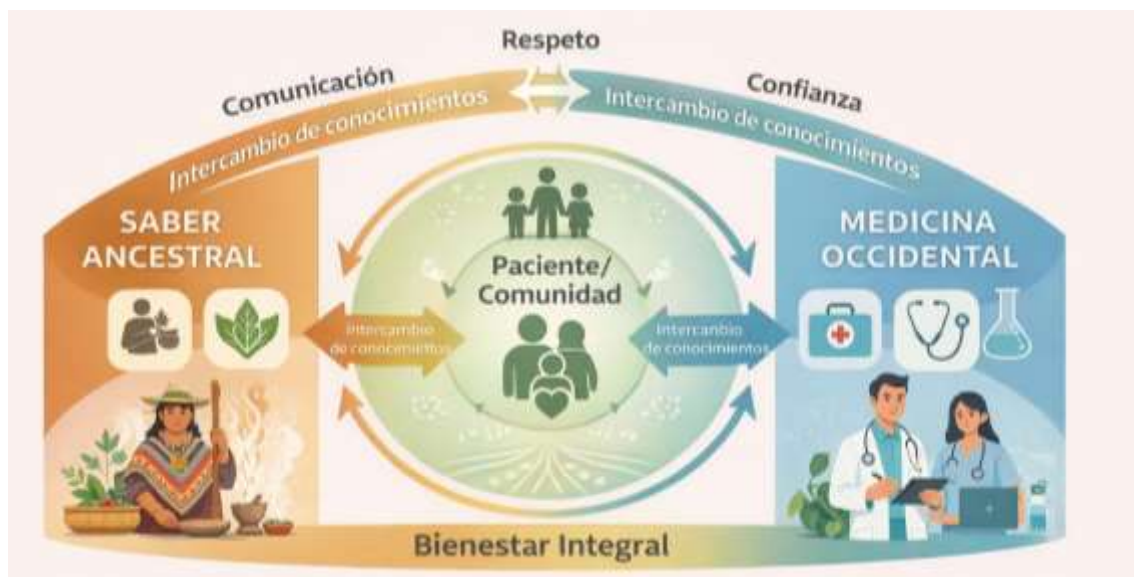 Respeto
Comunicación
Confianza
Intercambio de conocimientos
Intercambio de conocimientos
SABER
ANCESTRAL
Paciente/
Comunidad
MEDICINA
OCCIDENTAL
Intercambio
de conocimientos
Intercambio
de conocimientos
Bienestar Integral